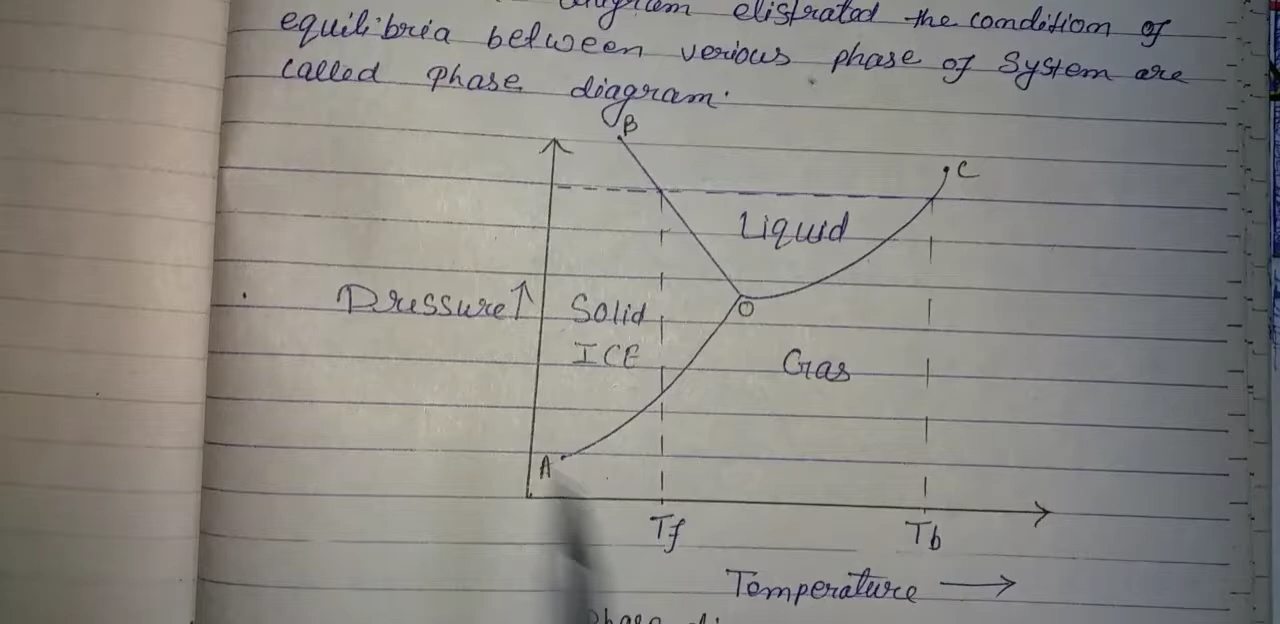 elistrated the condition of
equilibria between verious phase of System are
called phase diagram.
B
C
Liquid
Pressure↑ Solid
O
ICE
Gas
A
Tf
Tb
Temperature →